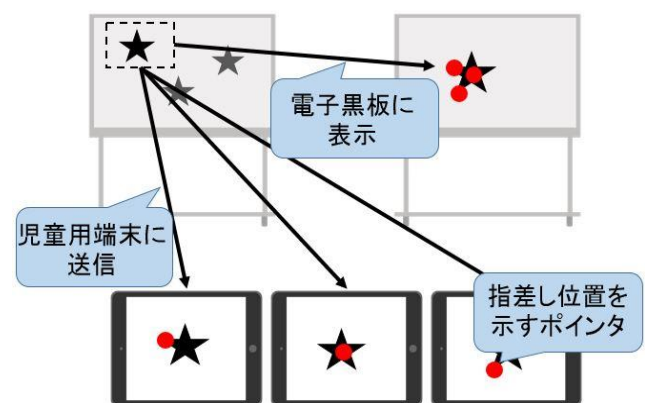 電子黒板に
表示
児童用端末に
送信
指差し位置を
示すポインタ